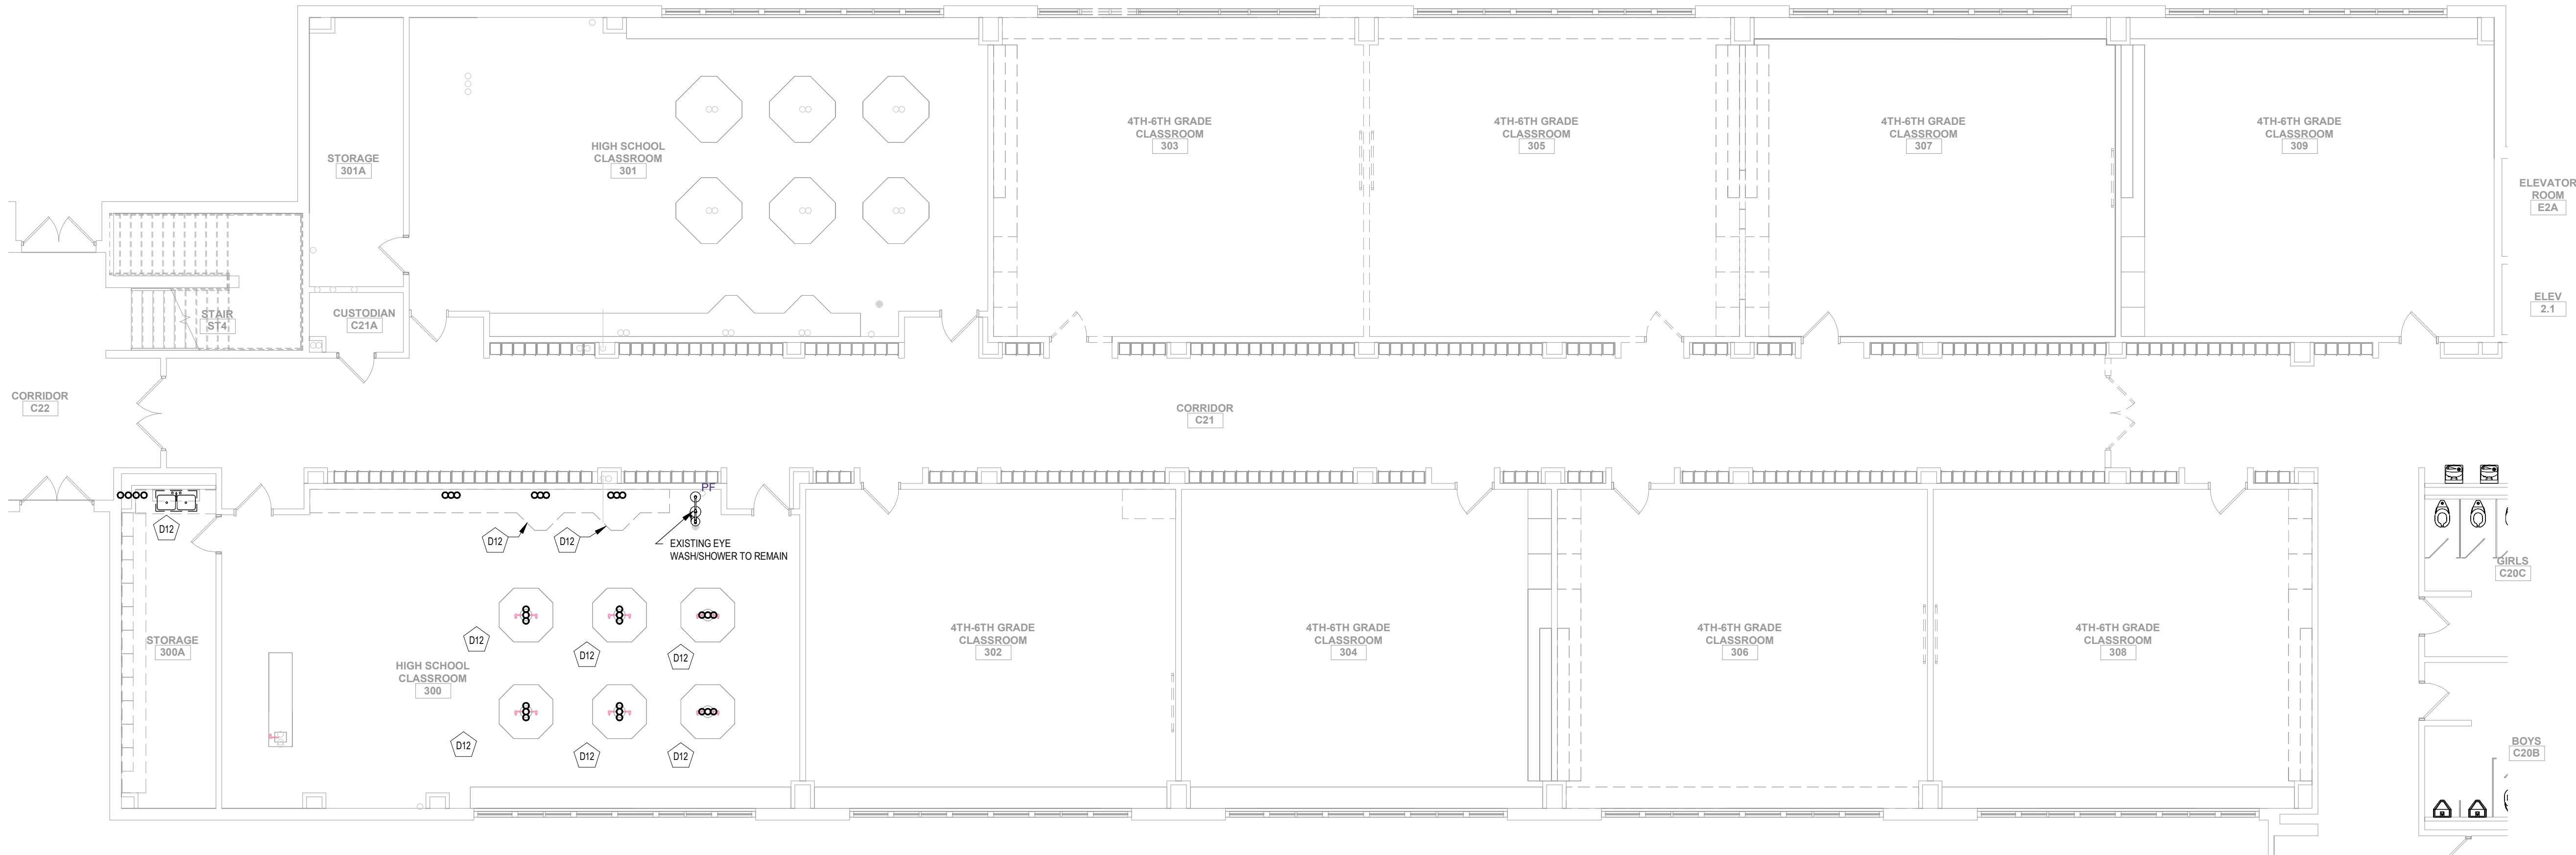 STORAGE
301A
HIGH SCHOOL
CLASSROOM
301
4TH-6TH GRADE
CLASSROOM
303
4TH-6TH GRADE
CLASSROOM
305
4TH-6TH GRADE
CLASSROOM
307
4TH-6TH GRADE
CLASSROOM
309
ELEVATOR
ROOM
E2A
ELEV
2.1
STAIR
ST4
CUSTODIAN
C21A
CORRIDOR
C22
CORRIDOR
C21
PF
D12
D12
D12
EXISTING EYE
WASH/SHOWER TO REMAIN
STORAGE
300A
HIGH SCHOOL
CLASSROOM
300
D12
D12
D12
D12
D12
D12
4TH-6TH GRADE
CLASSROOM
302
4TH-6TH GRADE
CLASSROOM
304
4TH-6TH GRADE
CLASSROOM
306
4TH-6TH GRADE
CLASSROOM
308
GIRLS
C20C
BOYS
C20B